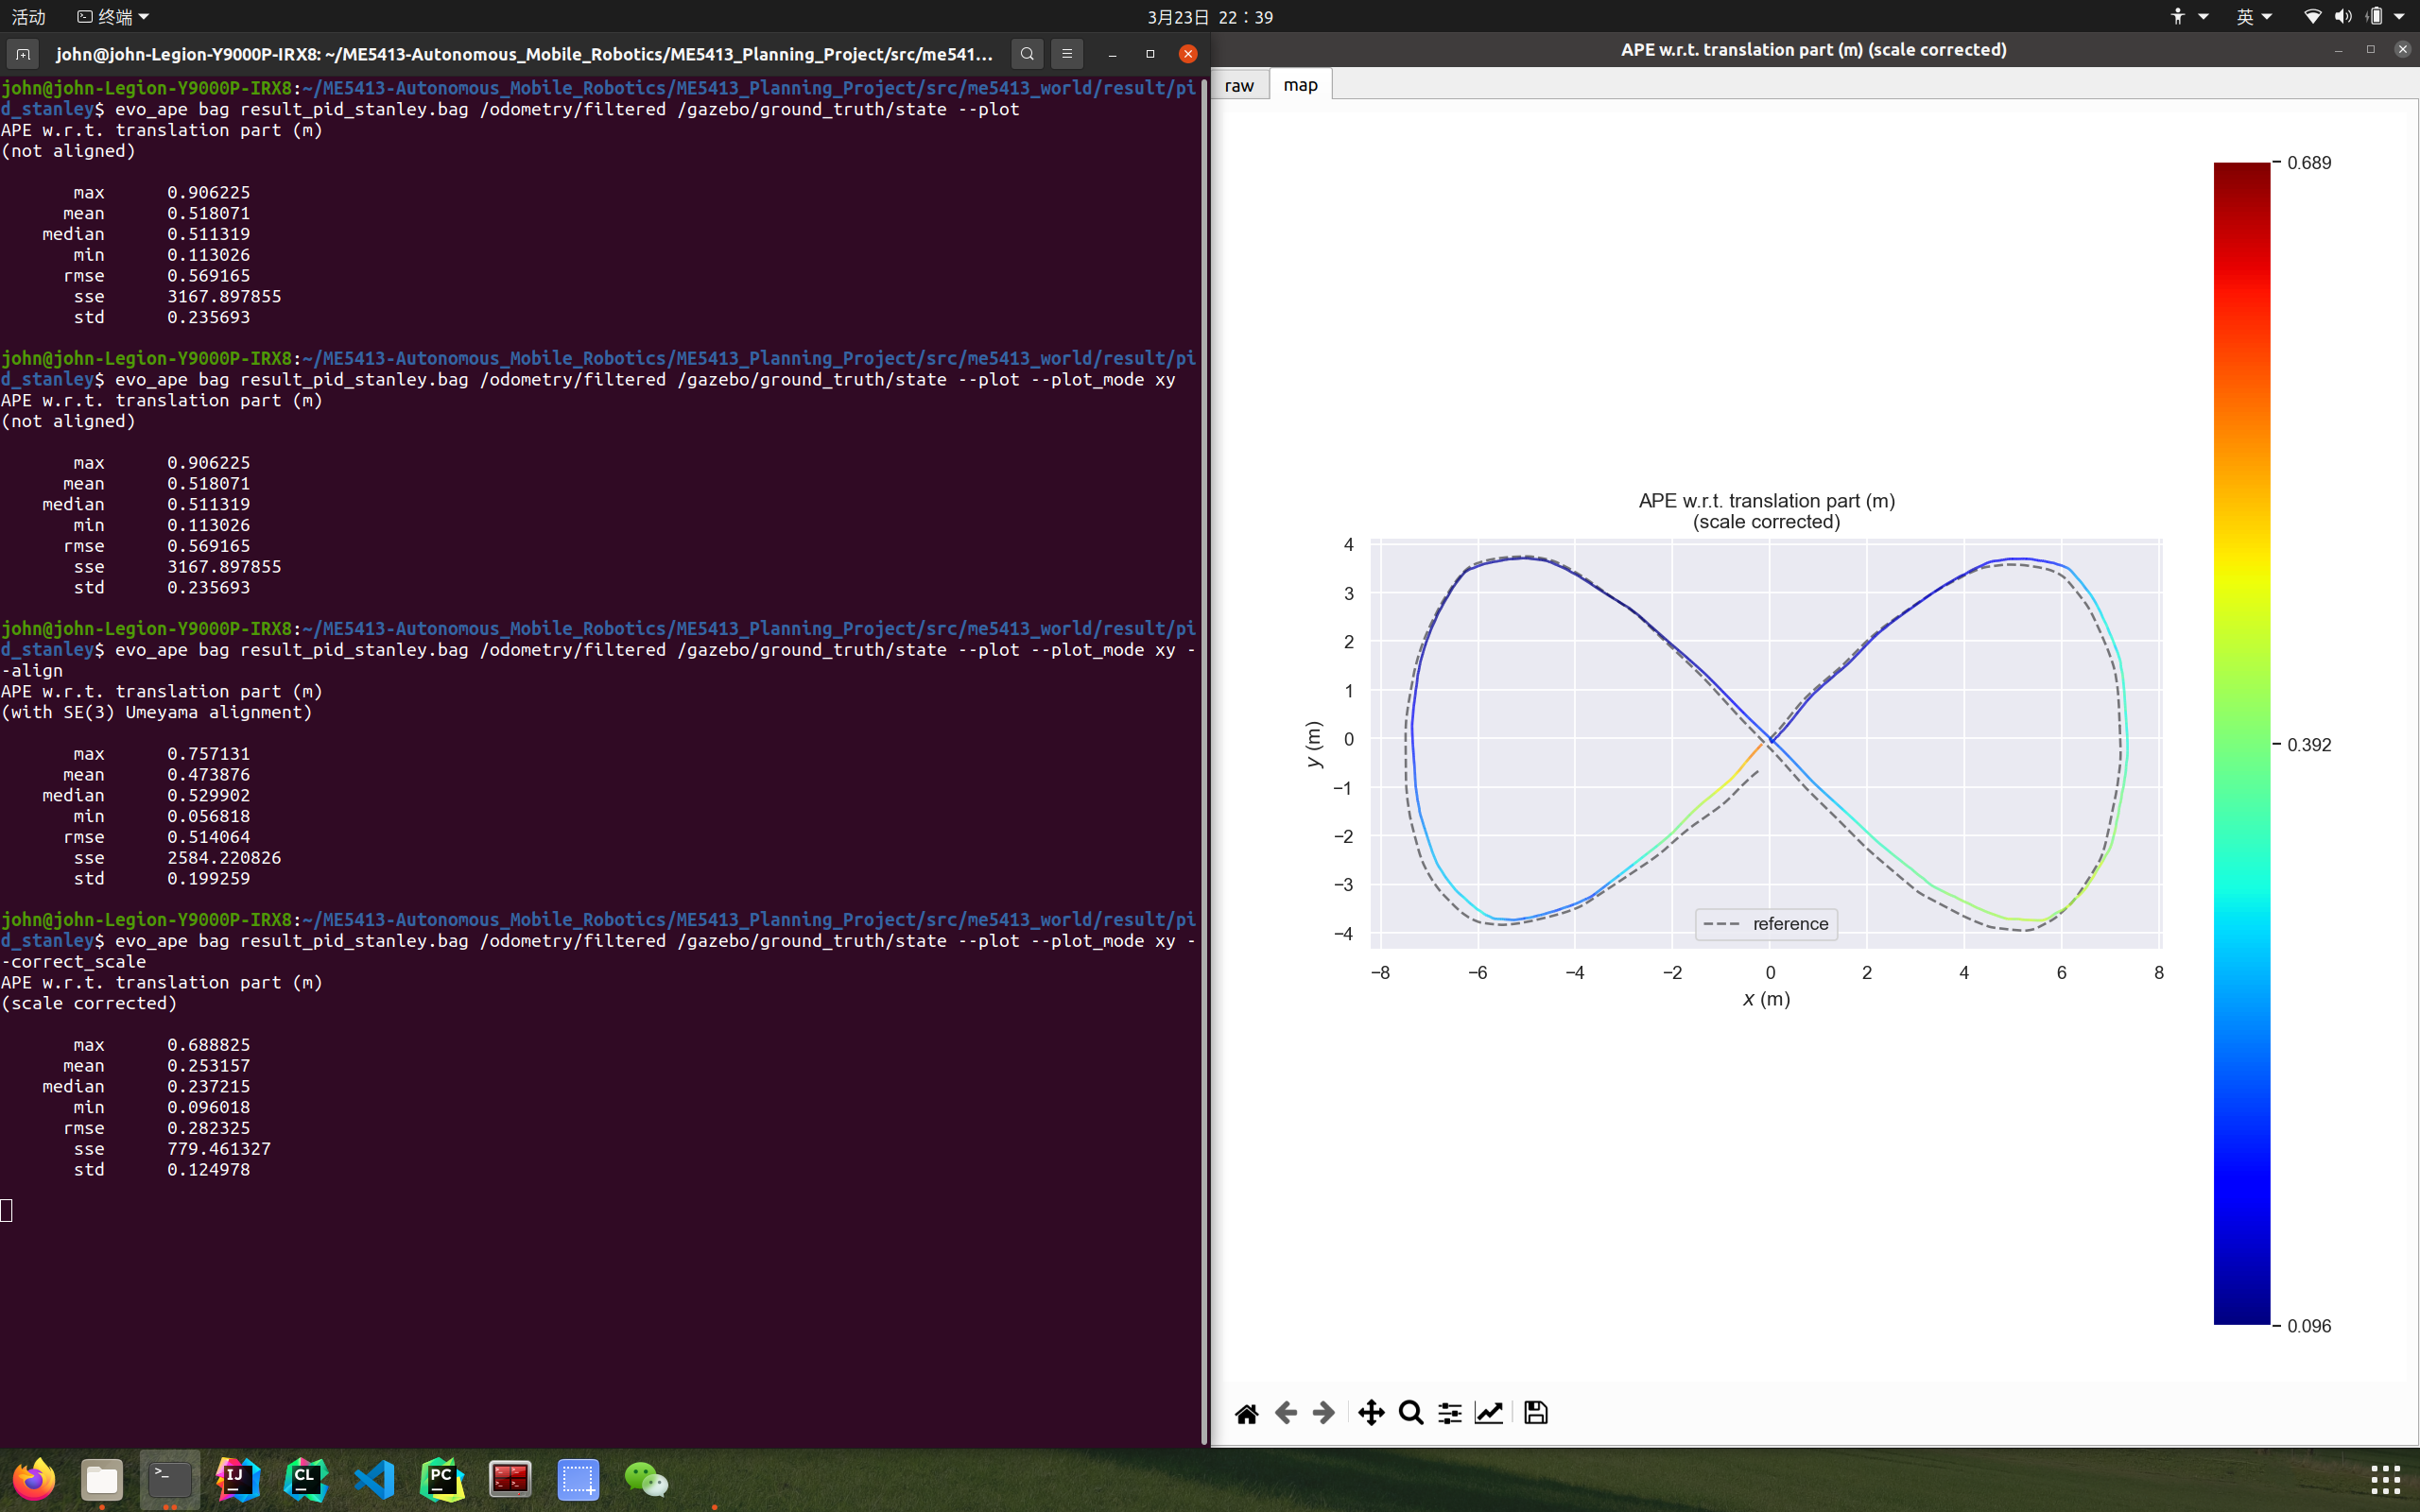 活动 终端 3月23日 22：39 英
john@john-Legion-Y9000P-IRX8: ~/ME5413-Autonomous_Mobile_Robotics/ME5413_Planning_Project/src/me541...
john@john-Legion-Y9000P-IRX8:~/ME5413-Autonomous_Mobile_Robotics/ME5413_Planning_Project/src/me5413_world/result/pi
d_stanley$ evo_ape bag result_pid_stanley.bag /odometry/filtered /gazebo/ground_truth/state --plot
APE w.r.t. translation part (m)
(not aligned)
max 0.906225
mean 0.518071
median 0.511319
min 0.113026
rmse 0.569165
sse 3167.897855
std 0.235693
john@john-Legion-Y9000P-IRX8:~/ME5413-Autonomous_Mobile_Robotics/ME5413_Planning_Project/src/me5413_world/result/pi
d_stanley$ evo_ape bag result_pid_stanley.bag /odometry/filtered /gazebo/ground_truth/state --plot --plot_mode xy
APE w.r.t. translation part (m)
(not aligned)
max 0.906225
mean 0.518071
median 0.511319
min 0.113026
rmse 0.569165
sse 3167.897855
std 0.235693
john@john-Legion-Y9000P-IRX8:~/ME5413-Autonomous_Mobile_Robotics/ME5413_Planning_Project/src/me5413_world/result/pi
d_stanley$ evo_ape bag result_pid_stanley.bag /odometry/filtered /gazebo/ground_truth/state --plot --plot_mode xy -
-align
APE w.r.t. translation part (m)
(with SE(3) Umeyama alignment)
max 0.757131
mean 0.473876
median 0.529902
min 0.056818
rmse 0.514064
sse 2584.220826
std 0.199259
john@john-Legion-Y9000P-IRX8:~/ME5413-Autonomous_Mobile_Robotics/ME5413_Planning_Project/src/me5413_world/result/pi
d_stanley$ evo_ape bag result_pid_stanley.bag /odometry/filtered /gazebo/ground_truth/state --plot --plot_mode xy -
-correct_scale
APE w.r.t. translation part (m)
(scale corrected)
max 0.688825
mean 0.253157
median 0.237215
min 0.096018
rmse 0.282325
sse 779.461327
std 0.124978
APE w.r.t. translation part (m) (scale corrected)
raw map
APE w.r.t. translation part (m)
(scale corrected)
4
3
2
1
0
−1
−2
−3
−4
y (m)
reference
−8 −6 −4 −2 0 2 4 6 8
x (m)
0.689
0.392
0.096
>_ IJ CL PC